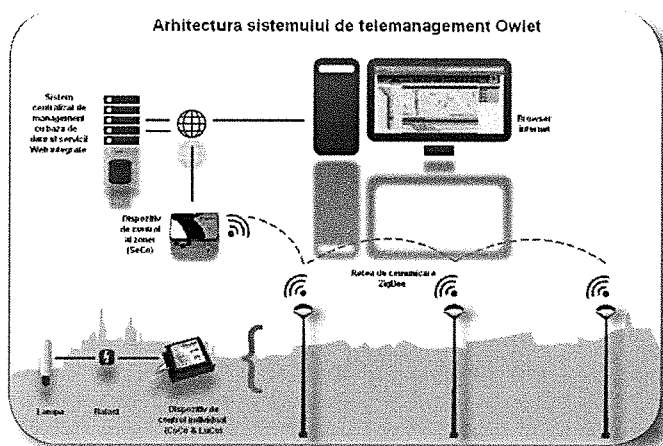 Arhitectura sistemului de telemanagement Owlet
Sistem
centralizat de
management
cu baza de
date si servicii
Web integrate
Browser
internet
Dispozitiv
de control
al zonei
(SeCo)
Retea de comunicare
ZigBee
Lampa
Balast
Dispozitiv de
control individual
(CoCo & LuCo)